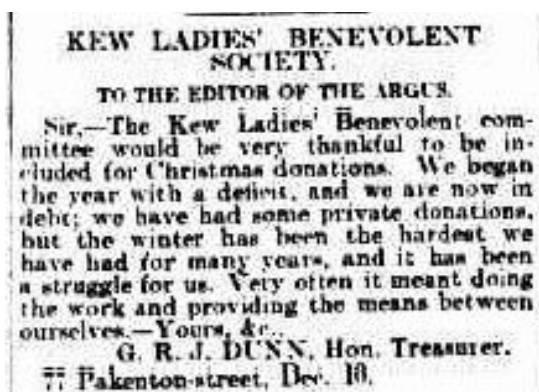 KEW LADIES' BENEVOLENT
SOCIETY.
TO THE EDITOR OF THE ARGUS.
Sir,—The Kew Ladies' Benevolent com-
mittee would be very thankful to be in-
cluded for Christmas donations. We began
the year with a deficit, and we are now in
debt; we have had some private donations,
but the winter has been the hardest we
have had for many years, and it has been
a struggle for us. Very often it meant doing
the work and providing the means between
ourselves.—Yours, &c.,
G. R. J. DUNN, Hon. Treasurer.
77 Pakenton-street, Dec. 10.